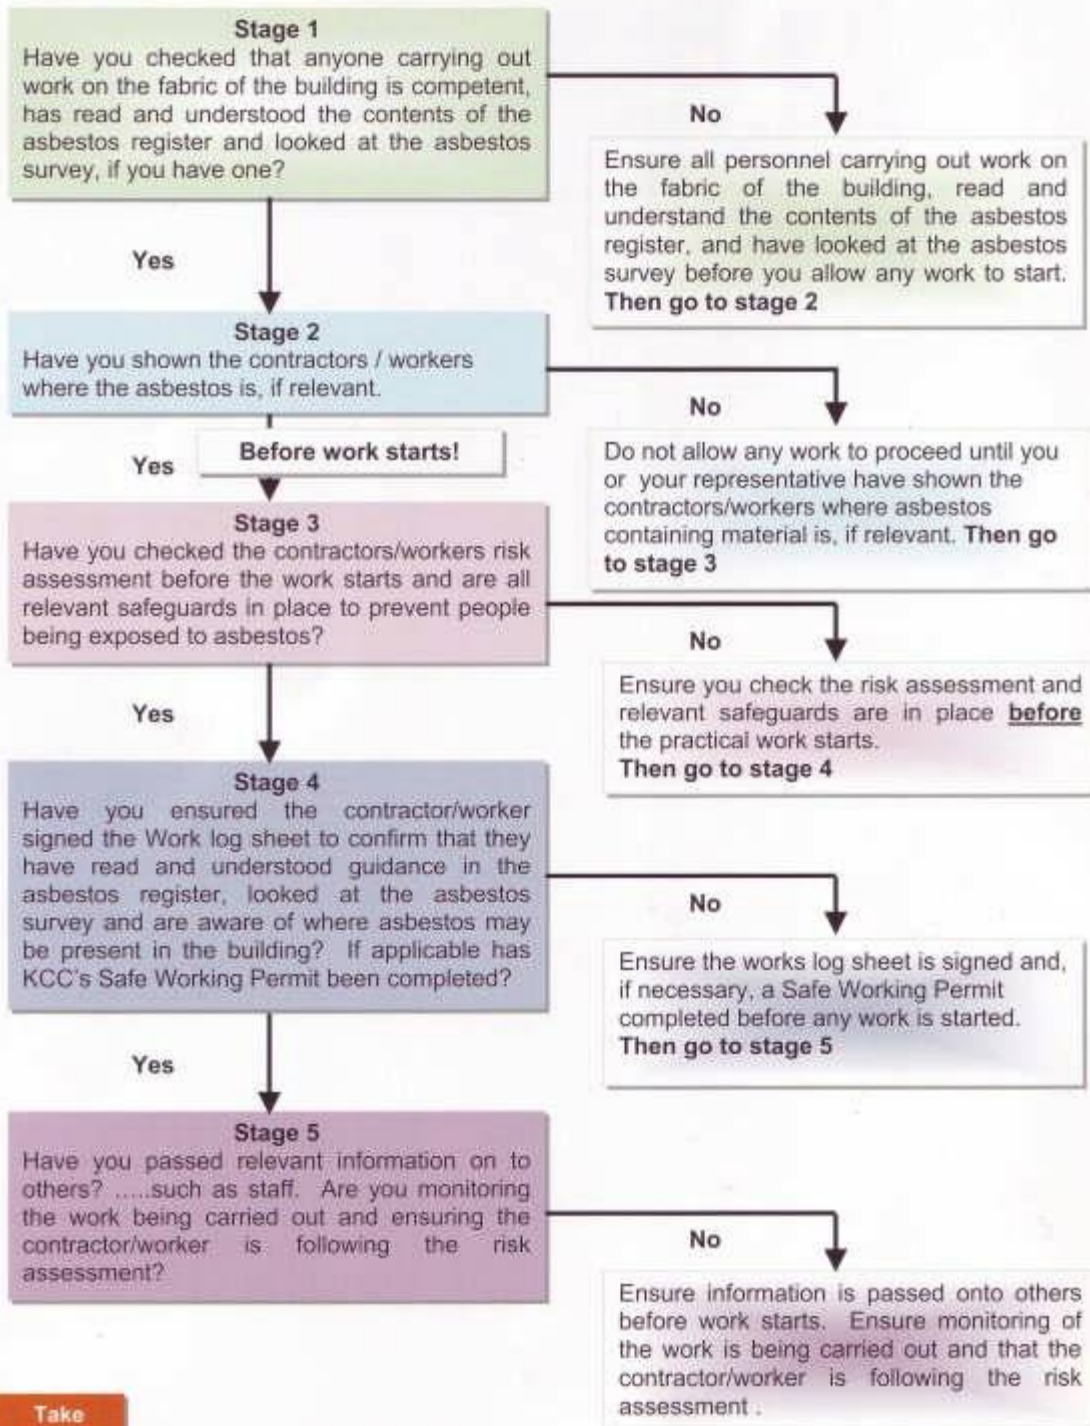 Stage 1
Have you checked that anyone carrying out
work on the fabric of the building is competent,
has read and understood the contents of the
asbestos register and looked at the asbestos
survey, if you have one?
No
Ensure all personnel carrying out work on
the fabric of the building, read and
understand the contents of the asbestos
register, and have looked at the asbestos
survey before you allow any work to start.
Then go to stage 2
Yes
Stage 2
Have you shown the contractors / workers
where the asbestos is, if relevant.
No
Do not allow any work to proceed until you
or your representative have shown the
contractors/workers where asbestos
containing material is, if relevant. Then go
to stage 3
Before work starts!
Yes
Stage 3
Have you checked the contractors/workers risk
assessment before the work starts and are all
relevant safeguards in place to prevent people
being exposed to asbestos?
No
Ensure you check the risk assessment and
relevant safeguards are in place before
the practical work starts.
Then go to stage 4
Yes
Stage 4
Have you ensured the contractor/worker
signed the Work log sheet to confirm that they
have read and understood guidance in the
asbestos register, looked at the asbestos
survey and are aware of where asbestos may
be present in the building? If applicable has
KCC's Safe Working Permit been completed?
No
Ensure the works log sheet is signed and,
if necessary, a Safe Working Permit
completed before any work is started.
Then go to stage 5
Yes
Stage 5
Have you passed relevant information on to
others? .....such as staff. Are you monitoring
the work being carried out and ensuring the
contractor/worker is following the risk
assessment?
No
Ensure information is passed onto others
before work starts. Ensure monitoring of
the work is being carried out and that the
contractor/worker is following the risk
assessment .
Take